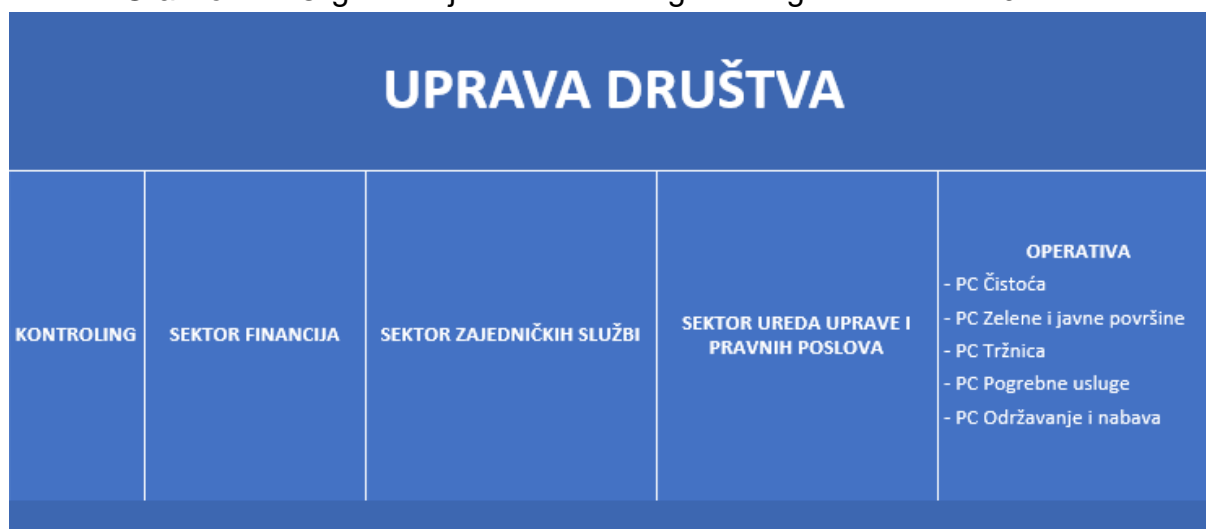 UPRAVA DRUŠTVA
KONTROLING
SEKTOR FINANCIJA
SEKTOR ZAJEDNIČKIH SLUŽBI
SEKTOR UREDA UPRAVE I
PRAVNIH POSLOVA
OPERATIVA
- PC Čistoća
- PC Zelene i javne površine
- PC Tržnica
- PC Pogrebne usluge
- PC Održavanje i nabava